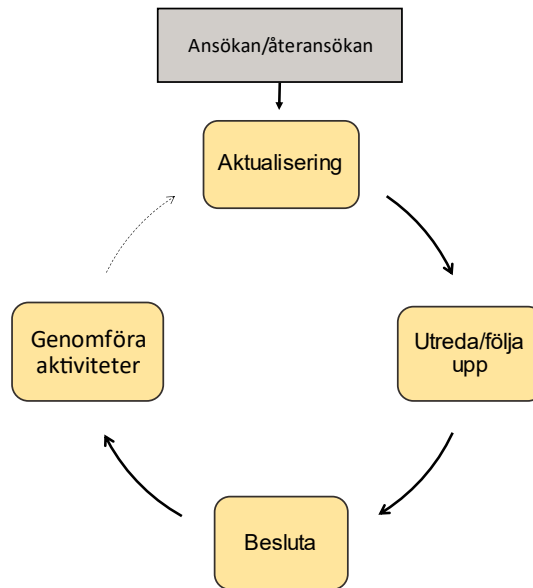 Ansökan/återansökan
Aktualisering
Utreda/följa
upp
Besluta
Genomföra
aktiviteter